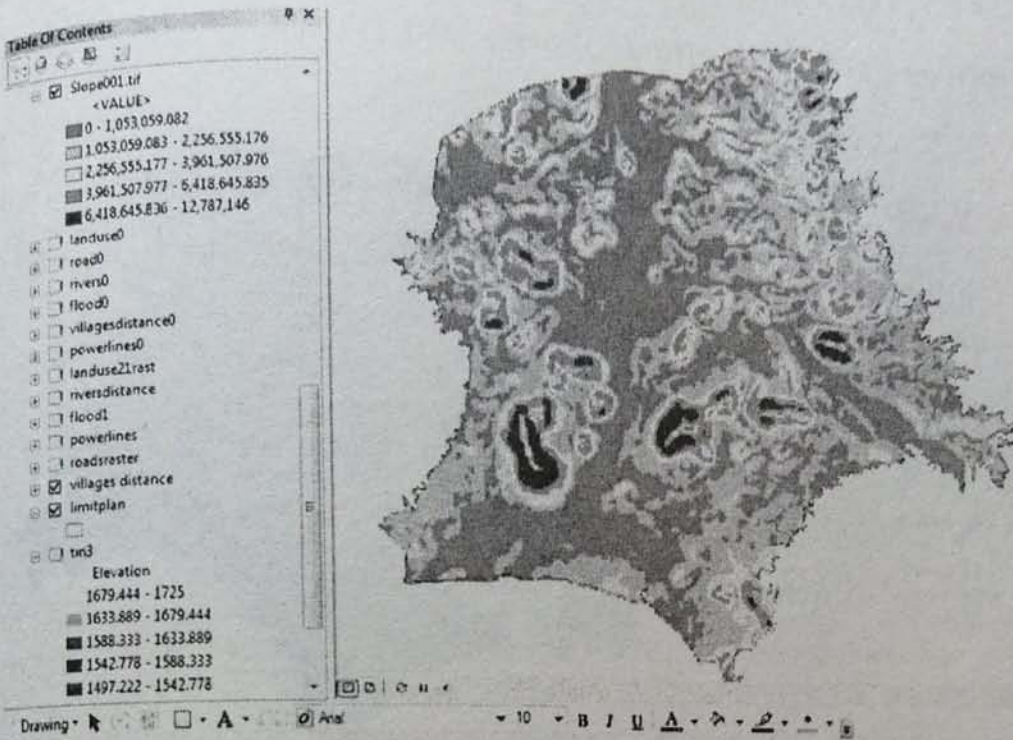 Table Of Contents
Slope001.tif
<VALUE>
0 - 1,053,059.082
1,053,059.083 - 2,256,555.176
2,256,555.177 - 3,961,507.976
3,961,507.977 - 6,418,645.835
6,418,645.836 - 12,787,146
landuse0
road0
rivers0
flood0
villagesdistance0
powerlines0
landuse21rast
riversdistance
flood1
powerlines
roadsraster
villages distance
limitplan
tin3
Elevation
1679.444 - 1725
1633.889 - 1679.444
1588.333 - 1633.889
1542.778 - 1588.333
1497.222 - 1542.778
Drawing A Arial 10 B I U A